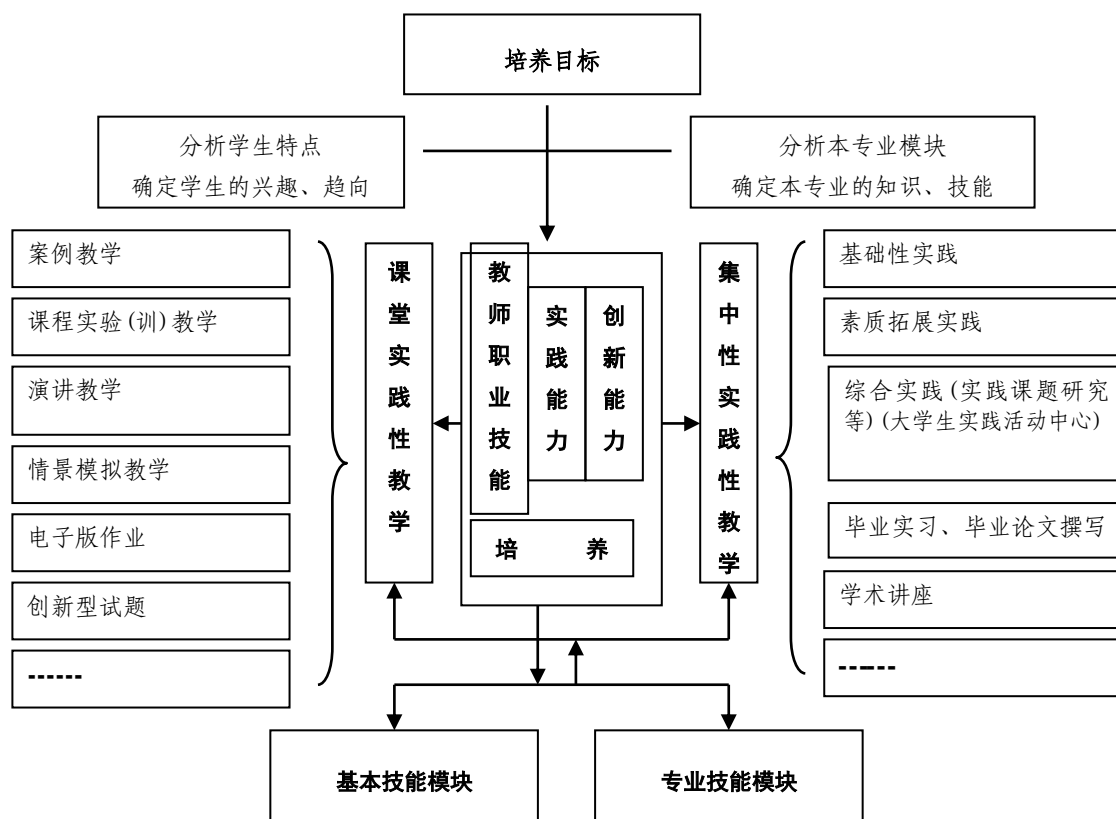 培养目标
分析学生特点
确定学生的兴趣、趋向
分析本专业模块
确定本专业的知识、技能
案例教学
课程实验(训)教学
演讲教学
情景模拟教学
电子版作业
创新型试题
------
课堂实践性教学
教师职业技能
实践能力
创新能力
培 养
集中性实践性教学
基础性实践
素质拓展实践
综合实践(实践课题研究
等)(大学生实践活动中心)
毕业实习、毕业论文撰写
学术讲座
------
基本技能模块
专业技能模块